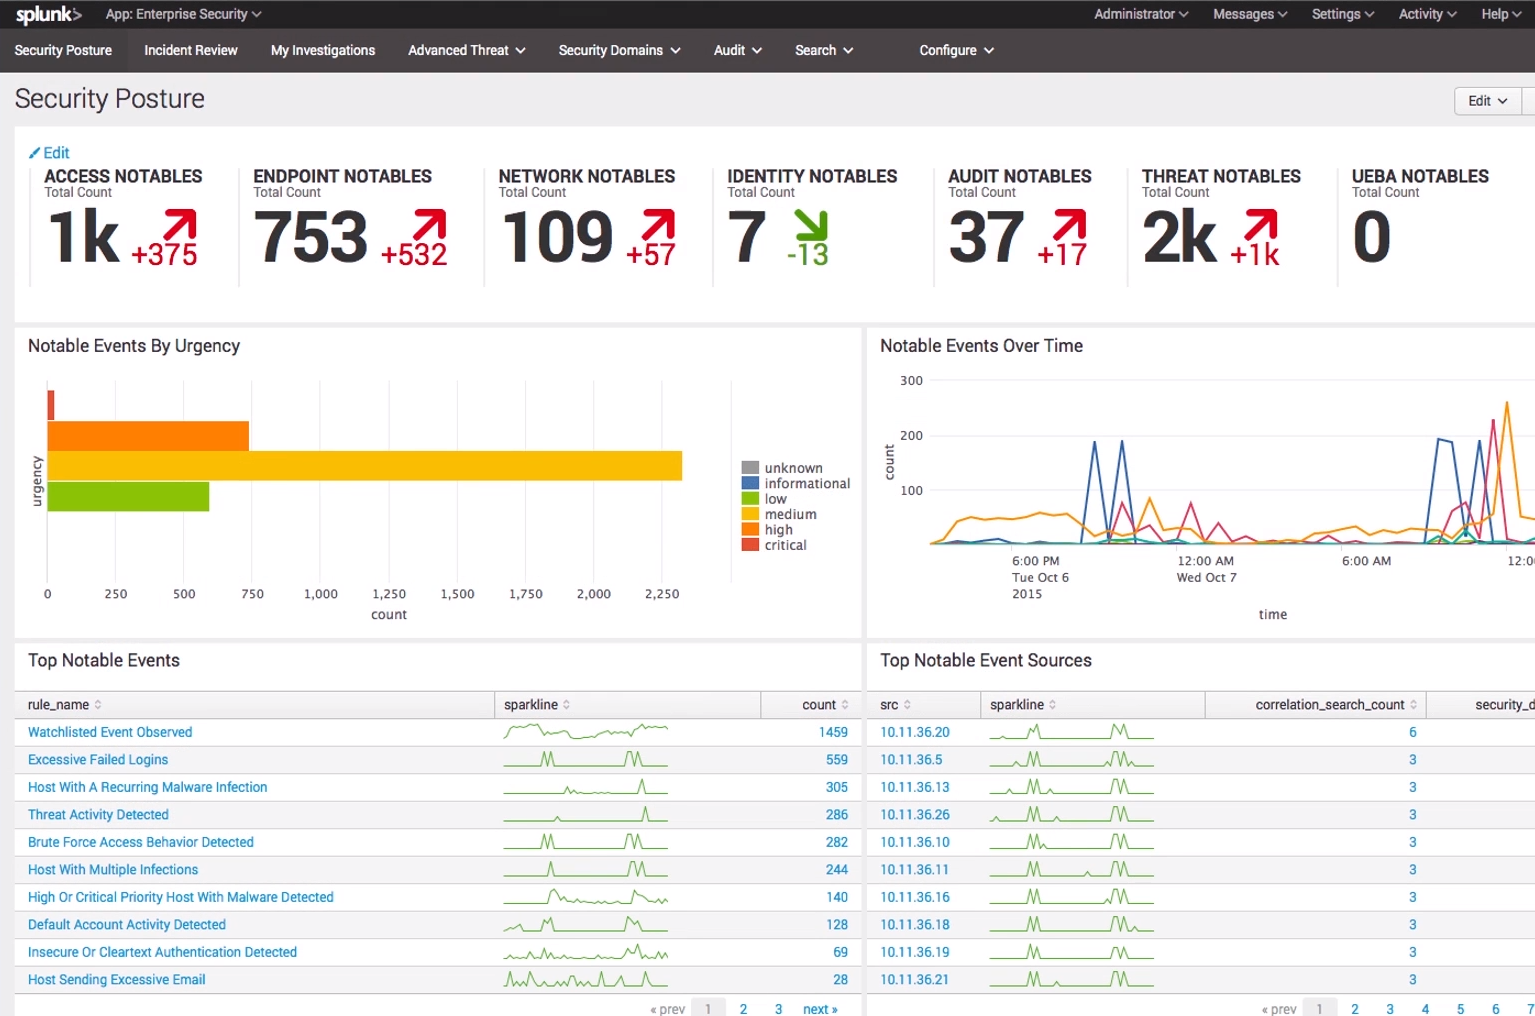 splunk> App: Enterprise Security Administrator Messages Settings Activity Help
Security Posture Incident Review My Investigations Advanced Threat Security Domains Audit Search Configure
Security Posture
Edit
Edit
ACCESS NOTABLES ENDPOINT NOTABLES NETWORK NOTABLES IDENTITY NOTABLES AUDIT NOTABLES THREAT NOTABLES UEBA NOTABLES
Total Count Total Count Total Count Total Count Total Count Total Count Total Count
1k +375 753 +532 109 +57 7 -13 37 +17 2k +1k 0
Notable Events By Urgency
urgency
unknown
informational
low
medium
high
critical
0 250 500 750 1,000 1,250 1,500 1,750 2,000 2,250
count
Notable Events Over Time
300
200
100
count
6:00 PM 12:00 AM 6:00 AM 12:0
Tue Oct 6 Wed Oct 7
2015
time
Top Notable Events
rule_name sparkline count
Watchlisted Event Observed 1459
Excessive Failed Logins 559
Host With A Recurring Malware Infection 305
Threat Activity Detected 286
Brute Force Access Behavior Detected 282
Host With Multiple Infections 244
High Or Critical Priority Host With Malware Detected 140
Default Account Activity Detected 128
Insecure Or Cleartext Authentication Detected 69
Host Sending Excessive Email 28
« prev 1 2 3 next »
Top Notable Event Sources
src sparkline correlation_search_count security_d
10.11.36.20 6
10.11.36.5 3
10.11.36.13 3
10.11.36.26 3
10.11.36.10 3
10.11.36.11 3
10.11.36.16 3
10.11.36.18 3
10.11.36.19 3
10.11.36.21 3
« prev 1 2 3 4 5 6 7